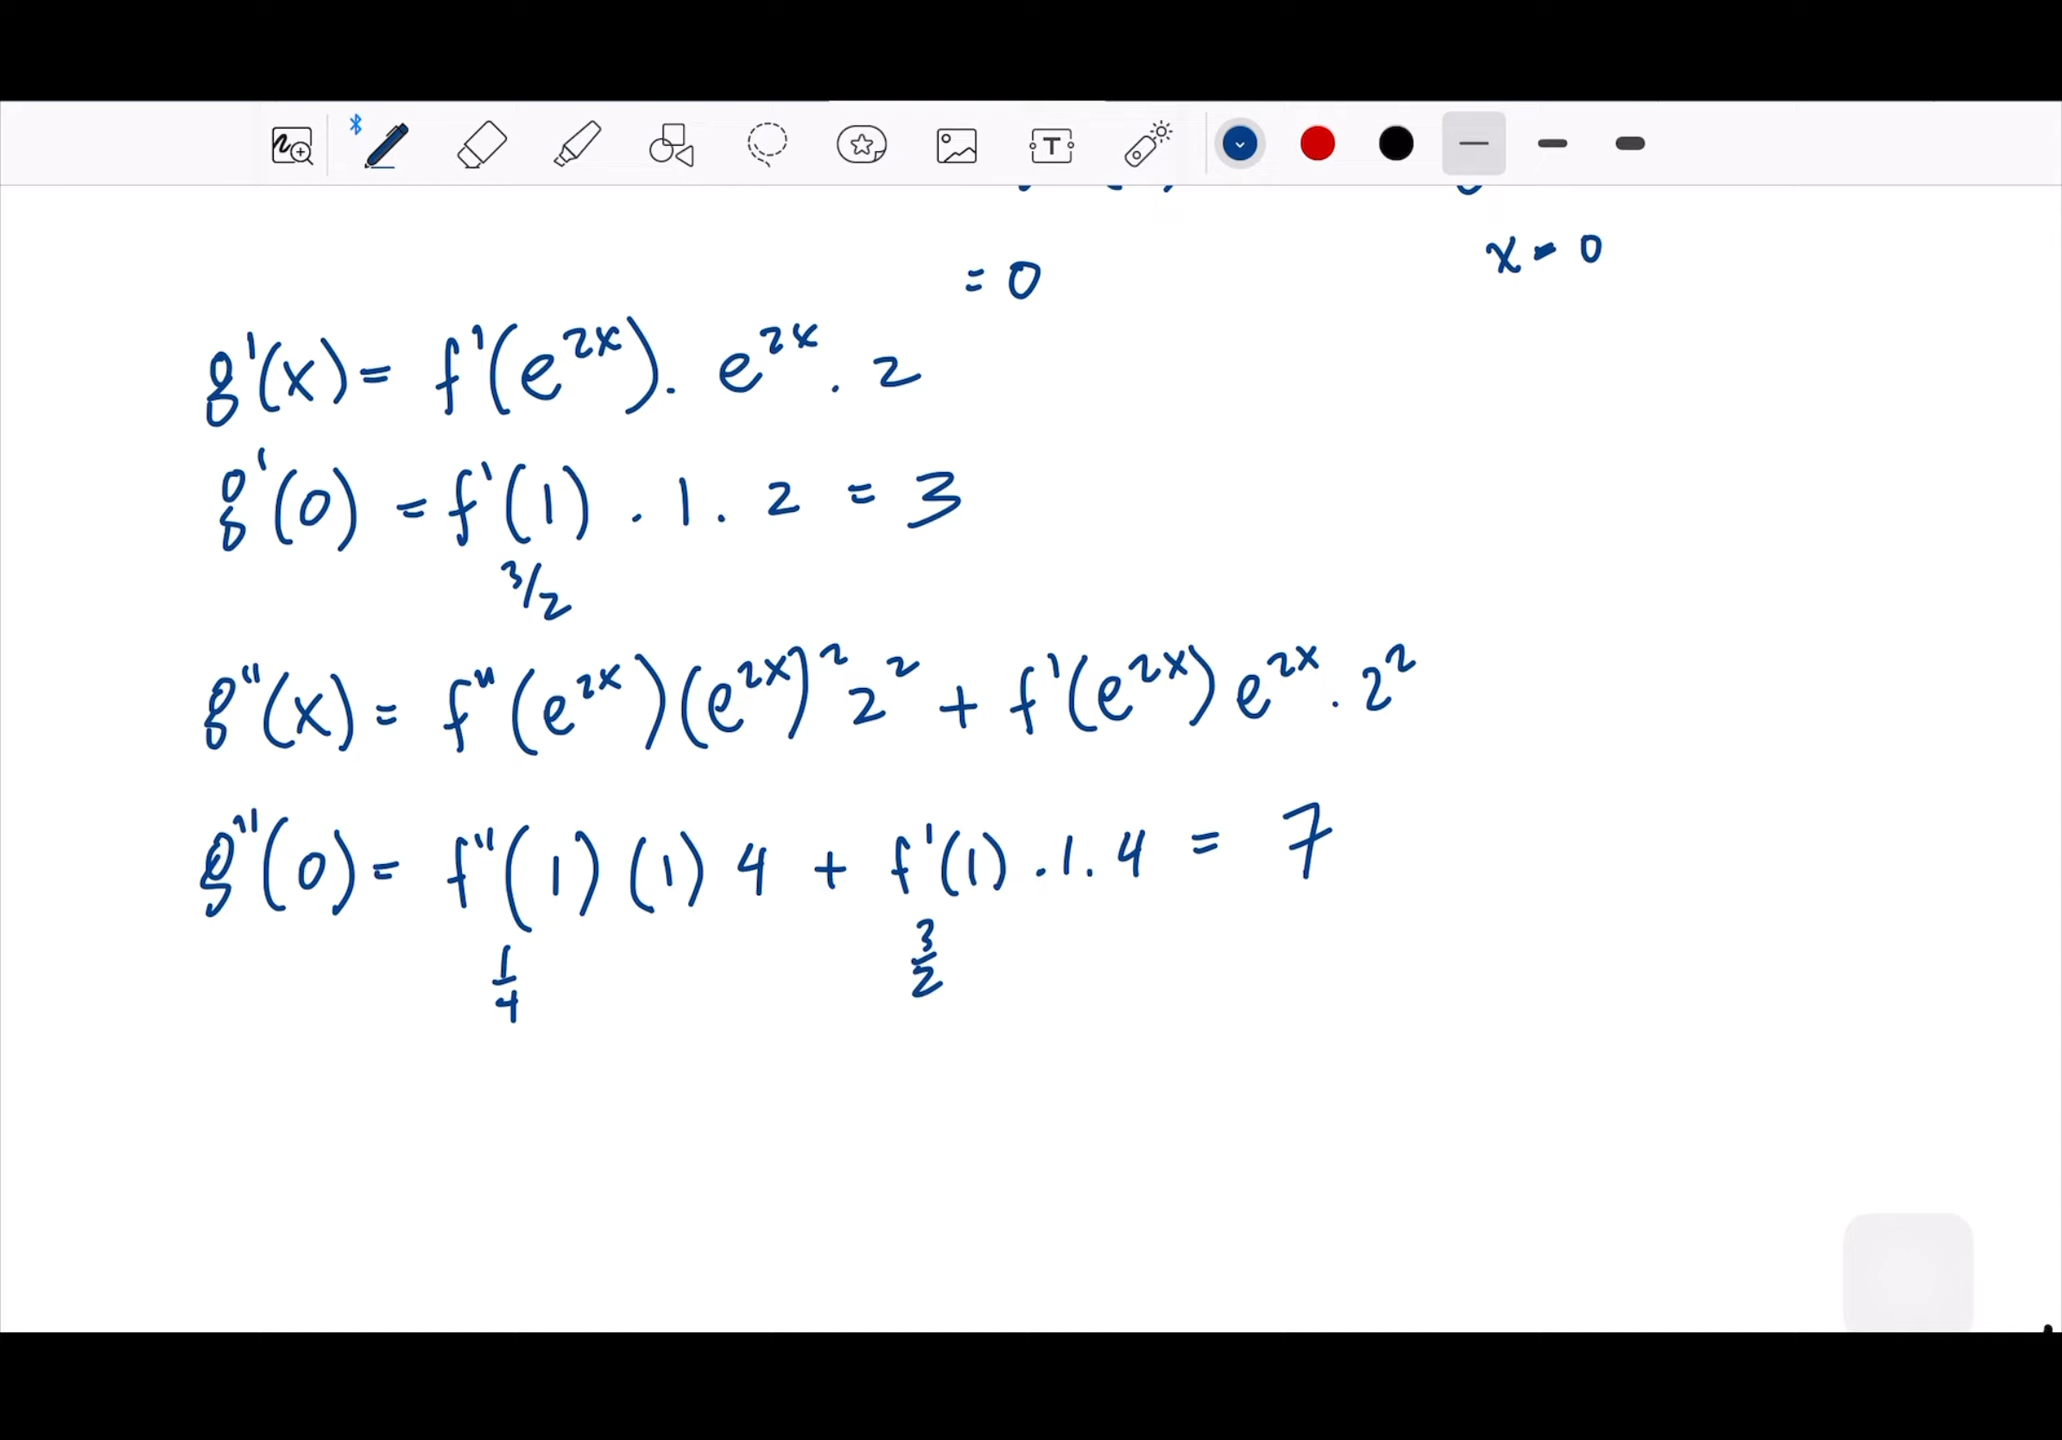 = 0
x = 0
g'(x) = f'(e^{2x}) . e^{2x} . 2
g'(0) = f'(1) . 1 . 2 = 3
3/2
g''(x) = f''(e^{2x})(e^{2x})^2 2^2 + f'(e^{2x}) e^{2x} . 2^2
g''(0) = f''(1)(1) 4 + f'(1) . 1 . 4 = 7
1/4 3/2